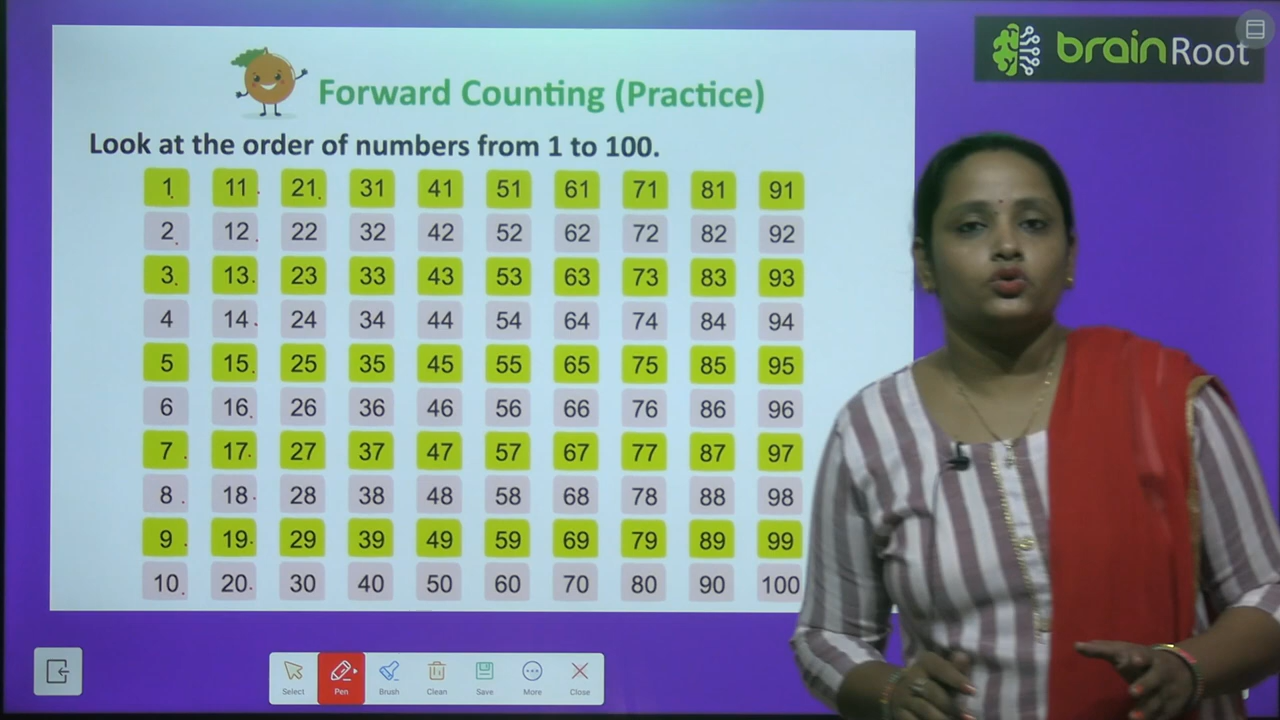 brainRoot
Forward Counting (Practice)
Look at the order of numbers from 1 to 100.
1 11 21 31 41 51 61 71 81 91
2 12 22 32 42 52 62 72 82 92
3 13 23 33 43 53 63 73 83 93
4 14 24 34 44 54 64 74 84 94
5 15 25 35 45 55 65 75 85 95
6 16 26 36 46 56 66 76 86 96
7 17 27 37 47 57 67 77 87 97
8 18 28 38 48 58 68 78 88 98
9 19 29 39 49 59 69 79 89 99
10 20 30 40 50 60 70 80 90 100
Select Pen Brush Clean Save More Close